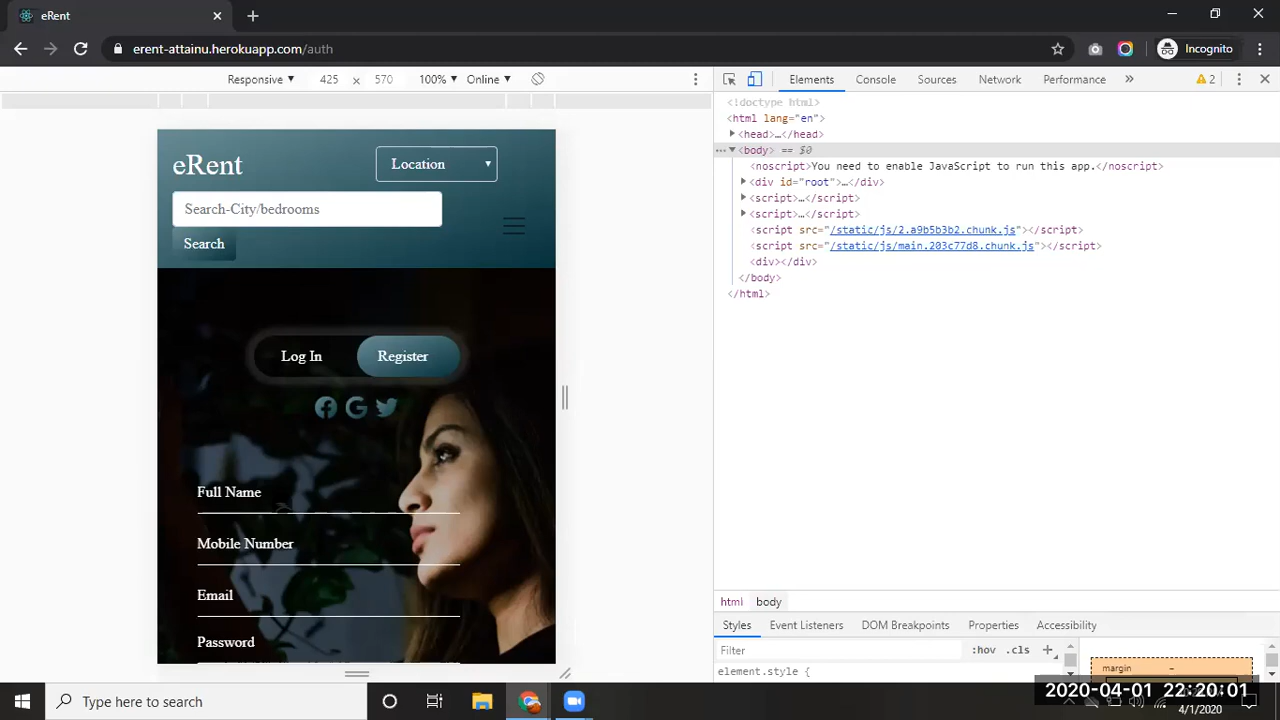 eRent
erent-attainu.herokuapp.com/auth
Incognito
Responsive 425 × 570 100% Online
Elements Console Sources Network Performance » 2
eRent
Location
Search-City/bedrooms
Search
Log In Register
Full Name
Mobile Number
Email
Password
<!doctype html>
<html lang="en">
<head>…</head>
<body> == $0
<noscript>You need to enable JavaScript to run this app.</noscript>
<div id="root">…</div>
<script>…</script>
<script>…</script>
<script src="/static/js/2.a9b5b3b2.chunk.js"></script>
<script src="/static/js/main.203c77d8.chunk.js"></script>
<div></div>
</body>
</html>
html body
Styles Event Listeners DOM Breakpoints Properties Accessibility
Filter :hov .cls +
element.style {
margin –
Type here to search
2020-04-01 22:20:01
4/1/2020